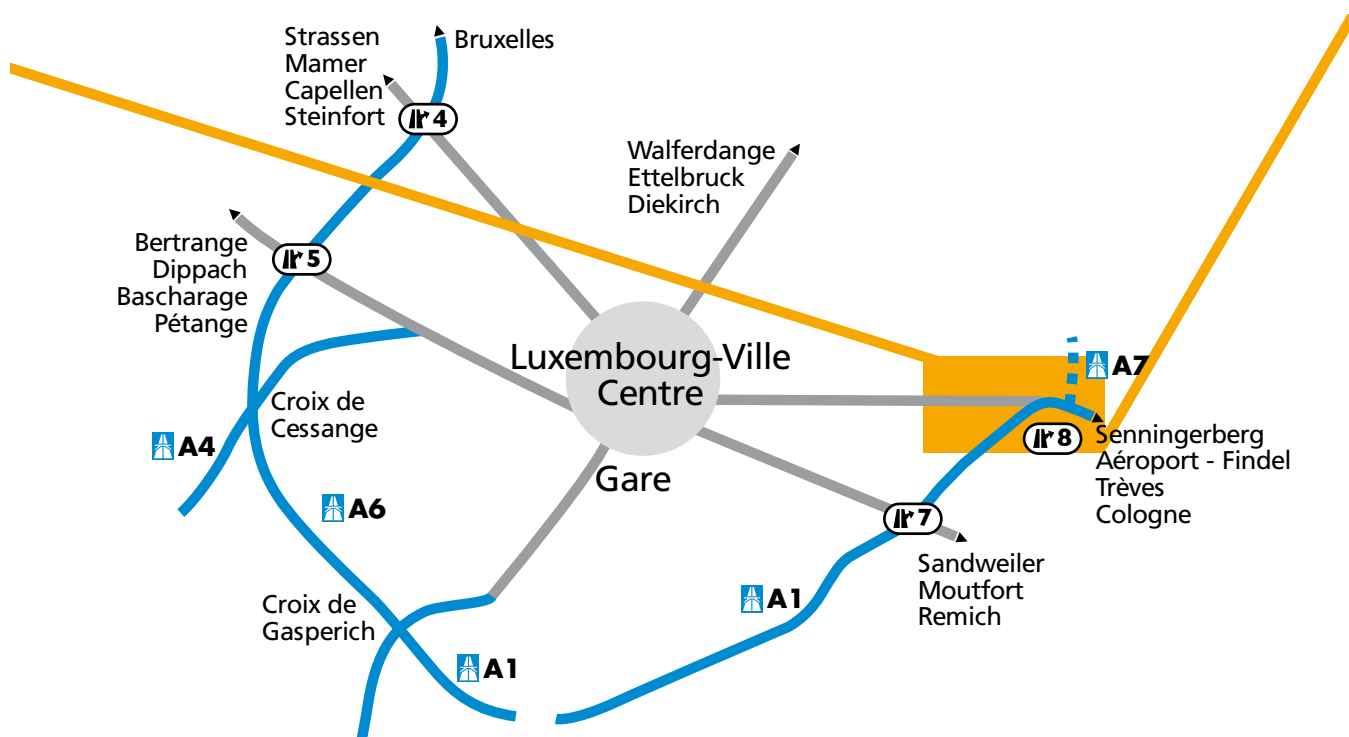 Strassen
Mamer
Capellen
Steinfort
Bruxelles
4
Walferdange
Ettelbruck
Diekirch
Bertrange
Dippach
Bascharage
Pétange
5
Luxembourg-Ville
Centre
A7
Croix de
Cessange
A4
8
Senningerberg
Aéroport - Findel
Trèves
Cologne
Gare
A6
7
Sandweiler
Moutfort
Remich
A1
Croix de
Gasperich
A1